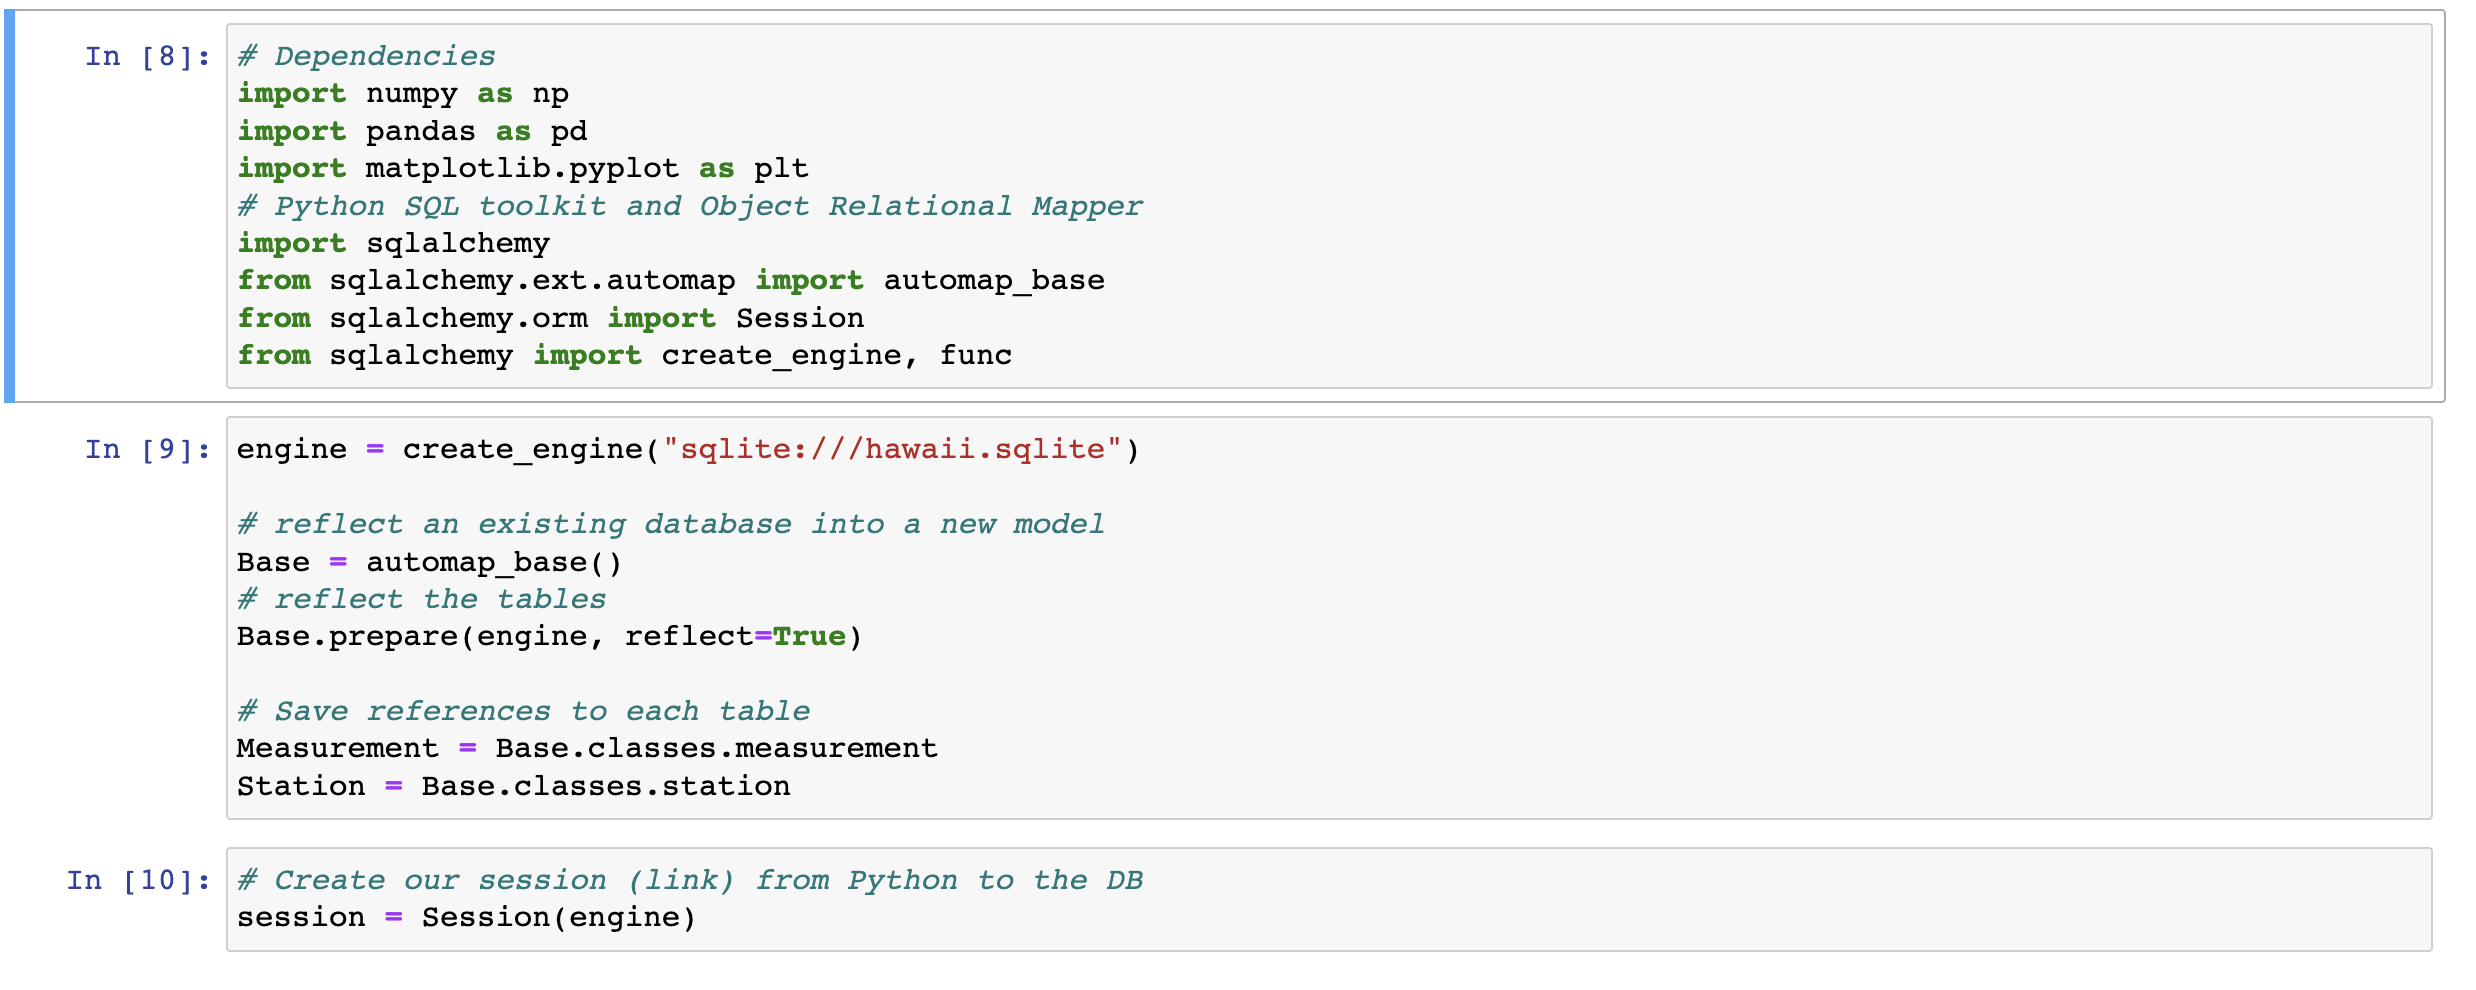 In [8]: # Dependencies
import numpy as np
import pandas as pd
import matplotlib.pyplot as plt
# Python SQL toolkit and Object Relational Mapper
import sqlalchemy
from sqlalchemy.ext.automap import automap_base
from sqlalchemy.orm import Session
from sqlalchemy import create_engine, func
In [9]: engine = create_engine("sqlite:///hawaii.sqlite")
# reflect an existing database into a new model
Base = automap_base()
# reflect the tables
Base.prepare(engine, reflect=True)
# Save references to each table
Measurement = Base.classes.measurement
Station = Base.classes.station
In [10]: # Create our session (link) from Python to the DB
session = Session(engine)